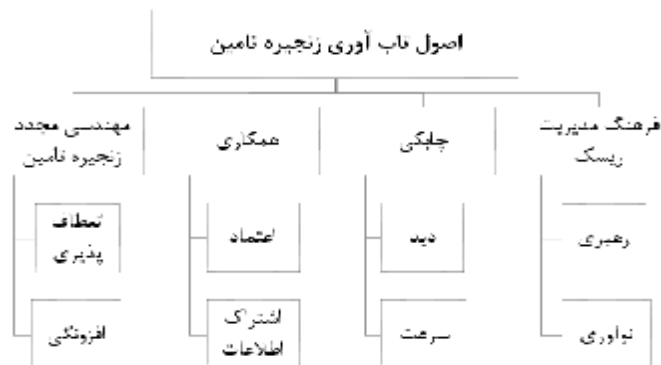 اصول تاب آوری زنجیره تامین
فرهنگ مدیریت
ریسک
چابکی
همکاری
مهندسی مجدد
زنجیره تامین
رهبری
دید
اعتماد
انعطاف
پذیری
نوآوری
سرعت
اشتراک
اطلاعات
افزونگی